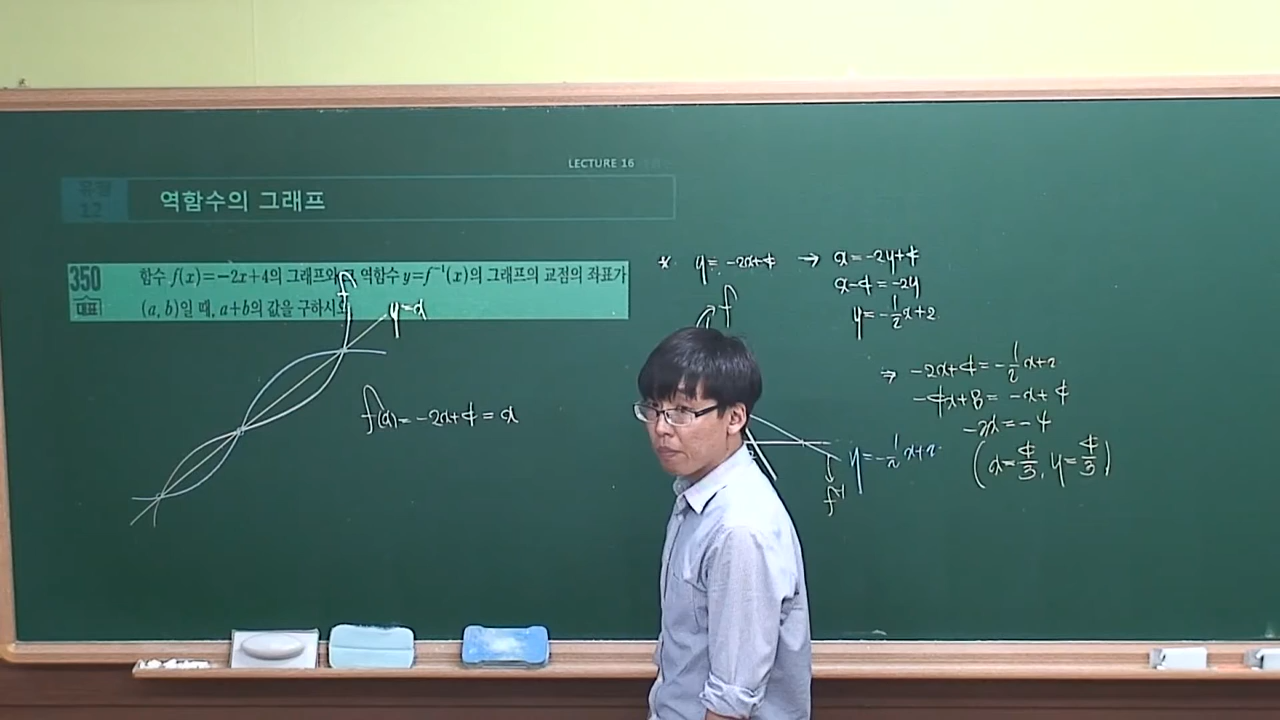 LECTURE 16
유형 12 역함수의 그래프
350 대표
함수 f(x)=-2x+4의 그래프와 역함수 y=f⁻¹(x)의 그래프의 교점의 좌표가
(a, b)일 때, a+b의 값을 구하시오
f
y=x
f(x)=-2x+4=x
* y=-2x+4 → x=-2y+4
x-4=-2y
y=-1/2x+2
f
⇒ -2x+4=-1/2x+2
-4x+8=-x+4
-3x=-4
(x=4/3, y=4/3)
y=-1/2x+2
f⁻¹